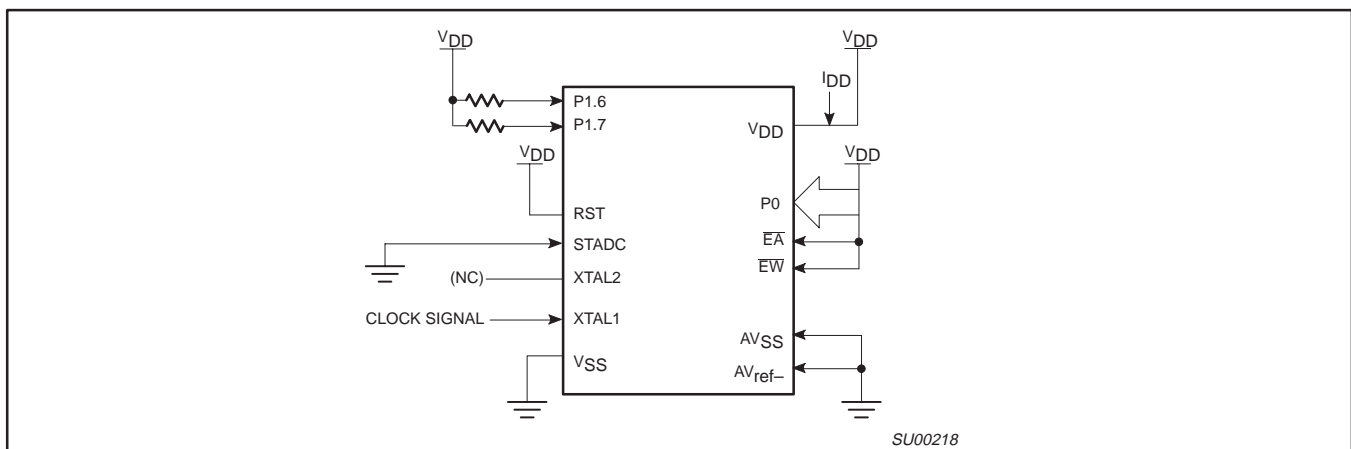 VDD
P1.6
P1.7
VDD
RST
STADC
(NC)
XTAL2
CLOCK SIGNAL
XTAL1
VSS
VDD
IDD
VDD
VDD
P0
EA
EW
AVSS
AVref–
SU00218